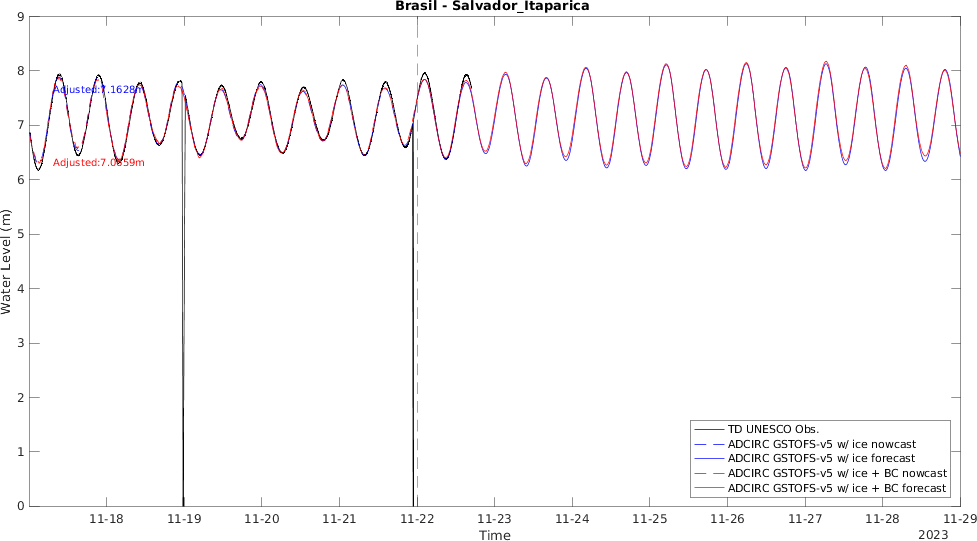 Brasil - Salvador_Itaparica
9
8
7
6
5
4
3
2
1
0
Water Level (m)
Adjusted:7.1628m
Adjusted:7.0859m
TD UNESCO Obs.
ADCIRC GSTOFS-v5 w/ ice nowcast
ADCIRC GSTOFS-v5 w/ ice forecast
ADCIRC GSTOFS-v5 w/ ice + BC nowcast
ADCIRC GSTOFS-v5 w/ ice + BC forecast
11-18 11-19 11-20 11-21 11-22 11-23 11-24 11-25 11-26 11-27 11-28 11-29
Time
2023